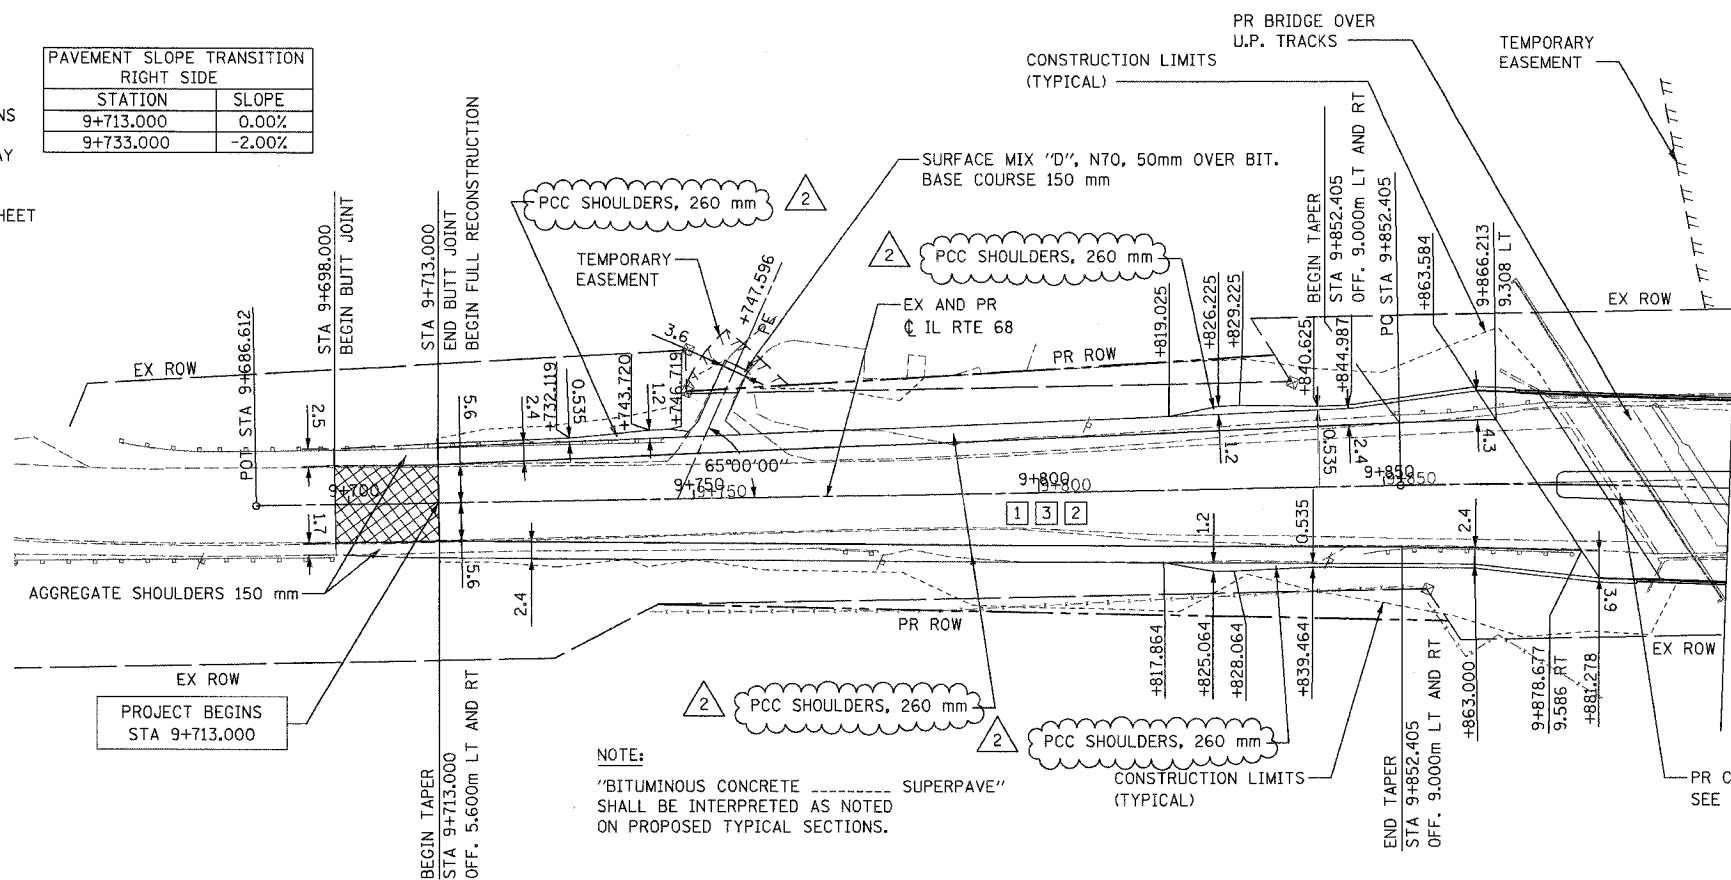 PAVEMENT SLOPE TRANSITION
RIGHT SIDE
STATION SLOPE
9+713.000 0.00%
9+733.000 -2.00%
NS
AY
HEET
PR BRIDGE OVER
U.P. TRACKS
CONSTRUCTION LIMITS
(TYPICAL)
TEMPORARY
EASEMENT
SURFACE MIX "D", N70, 50mm OVER BIT.
BASE COURSE 150 mm
PCC SHOULDERS, 260 mm
2
TEMPORARY
EASEMENT
2
PCC SHOULDERS, 260 mm
EX AND PR
℄ IL RTE 68
STA 9+698.000
BEGIN BUTT JOINT
STA 9+713.000
END BUTT JOINT
BEGIN FULL RECONSTRUCTION
POT STA 9+686.612
EX ROW
2.5
5.6
2.4
+732.119
0.535
+743.720
1.2
+746.716
3.6
+747.596
PE
65°00'00"
PR ROW
+819.025
+826.225
+829.225
BEGIN TAPER
STA 9+852.405
OFF. 9.000m LT AND RT
+840.625
+844.987
PO STA 9+852.405
+863.584
9+866.213
9.308 LT
EX ROW
1.2
0.535
2.4
4.3
9+700
9+750
9+750
9+800
9+800
9+850
9+850
1 3 2
1.7
5.6
2.4
1.2
0.535
2.4
3.9
AGGREGATE SHOULDERS 150 mm
EX ROW
PR ROW
EX ROW
PROJECT BEGINS
STA 9+713.000
BEGIN TAPER
STA 9+713.000
OFF. 5.600m LT AND RT
2
PCC SHOULDERS, 260 mm
2
PCC SHOULDERS, 260 mm
+817.864
+825.064
+828.064
+839.464
+863.000
9+878.677
9.586 RT
+881.278
END TAPER
STA 9+852.405
OFF. 9.000m LT AND RT
CONSTRUCTION LIMITS
(TYPICAL)
PR C
SEE
NOTE:
"BITUMINOUS CONCRETE _________ SUPERPAVE"
SHALL BE INTERPRETED AS NOTED
ON PROPOSED TYPICAL SECTIONS.